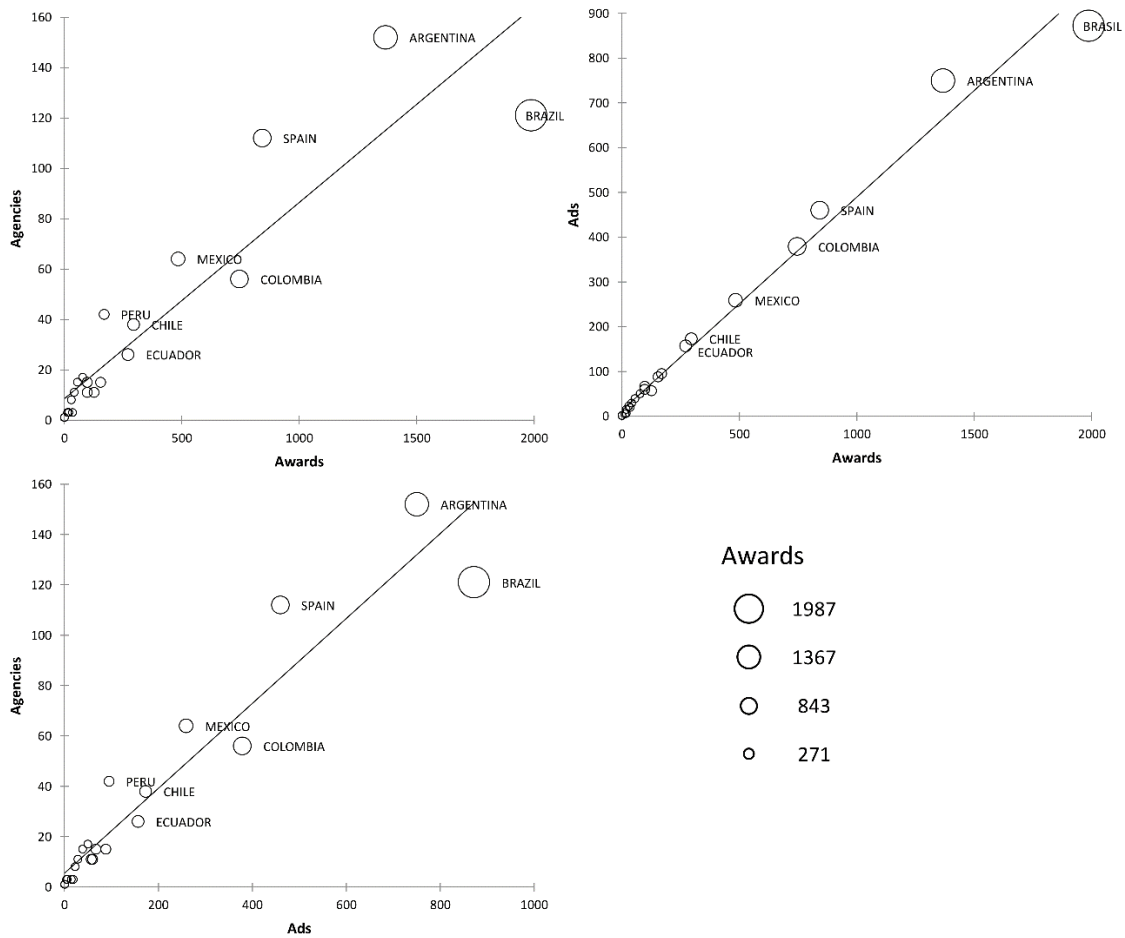 160
140
120
100
80
60
40
20
0
Agencies
ARGENTINA
BRAZIL
SPAIN
MEXICO
COLOMBIA
PERU
CHILE
ECUADOR
0 500 1000 1500 2000
Awards
900
800
700
600
500
400
300
200
100
0
Ads
BRASIL
ARGENTINA
SPAIN
COLOMBIA
MEXICO
CHILE
ECUADOR
0 500 1000 1500 2000
Awards
160
140
120
100
80
60
40
20
0
Agencies
ARGENTINA
BRAZIL
SPAIN
MEXICO
COLOMBIA
PERU
CHILE
ECUADOR
0 200 400 600 800 1000
Ads
Awards
1987
1367
843
271